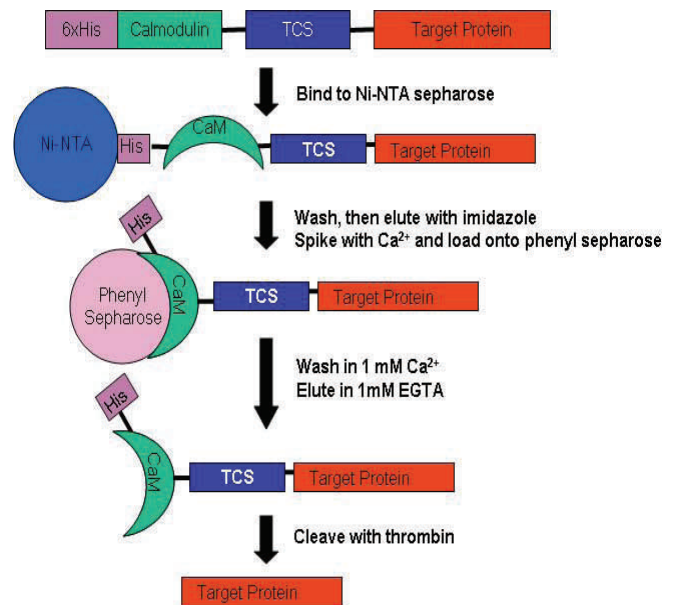 6xHis Calmodulin TCS Target Protein
Bind to Ni-NTA sepharose
Ni-NTA His CaM TCS Target Protein
Wash, then elute with imidazole
Spike with Ca²⁺ and load onto phenyl sepharose
His
Phenyl
Sepharose
CaM
TCS
Target Protein
Wash in 1 mM Ca²⁺
Elute in 1mM EGTA
His
CaM
TCS
Target Protein
Cleave with thrombin
Target Protein